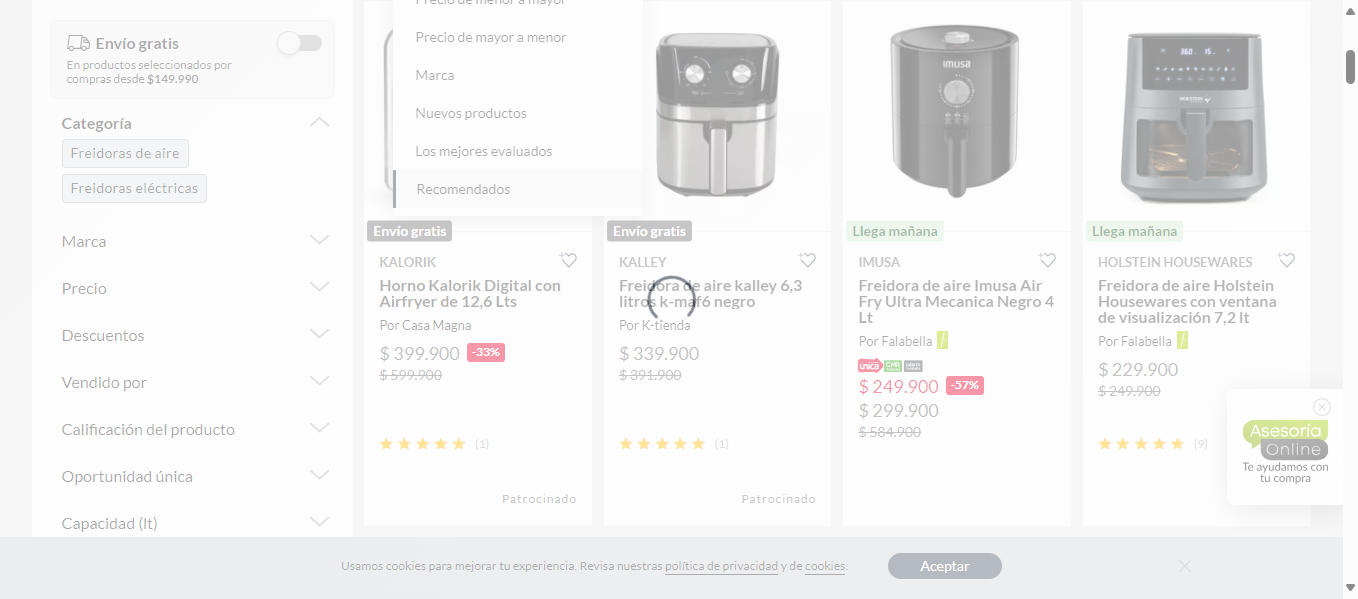 Envío gratis
En productos seleccionados por
compras desde $149.990
Categoría
Freidoras de aire
Freidoras eléctricas
Marca
Precio
Descuentos
Vendido por
Calificación del producto
Oportunidad única
Capacidad (lt)
Precio de menor a mayor
Precio de mayor a menor
Marca
Nuevos productos
Los mejores evaluados
Recomendados
Envío gratis
KALORIK
Horno Kalorik Digital con
Airfryer de 12,6 Lts
Por Casa Magna
$ 399.900 -33%
$ 599.900
(1)
Patrocinado
Envío gratis
KALLEY
Freidora de aire kalley 6,3
litros k-maf6 negro
Por K-tienda
$ 339.900
$ 391.900
(1)
Patrocinado
imusa
Llega mañana
IMUSA
Freidora de aire Imusa Air
Fry Ultra Mecanica Negro 4
Lt
Por Falabella
única CMR
$ 249.900 -57%
$ 299.900
$ 584.900
360 15
HOLSTEIN
Llega mañana
HOLSTEIN HOUSEWARES
Freidora de aire Holstein
Housewares con ventana
de visualización 7,2 lt
Por Falabella
$ 229.900
$ 249.900
(9)
Asesoría
Online
Te ayudamos con
tu compra
Usamos cookies para mejorar tu experiencia. Revisa nuestras política de privacidad y de cookies.
Aceptar